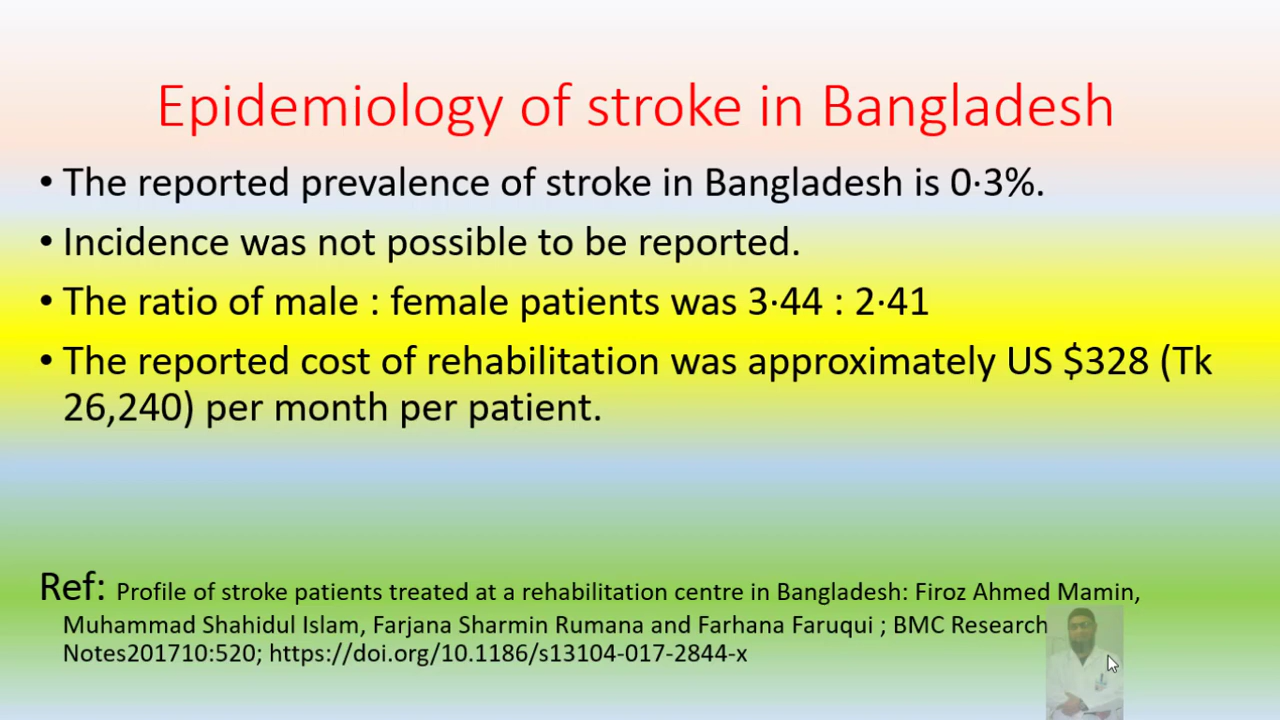 Epidemiology of stroke in Bangladesh
• The reported prevalence of stroke in Bangladesh is 0·3%.
• Incidence was not possible to be reported.
• The ratio of male : female patients was 3·44 : 2·41
• The reported cost of rehabilitation was approximately US $328 (Tk
26,240) per month per patient.
Ref: Profile of stroke patients treated at a rehabilitation centre in Bangladesh: Firoz Ahmed Mamin,
Muhammad Shahidul Islam, Farjana Sharmin Rumana and Farhana Faruqui ; BMC Research
Notes201710:520; https://doi.org/10.1186/s13104-017-2844-x